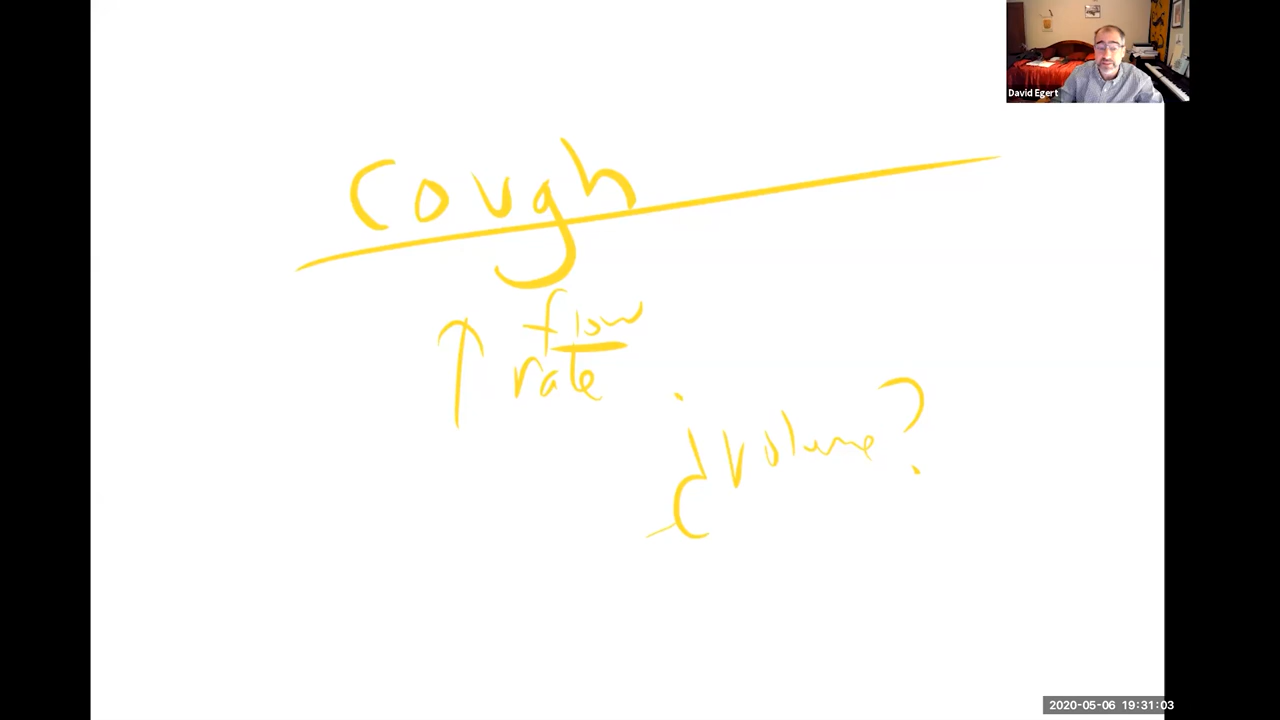 David Egert
Cough
↑ flow
rate
¿volume?
2020-05-06 19:31:03